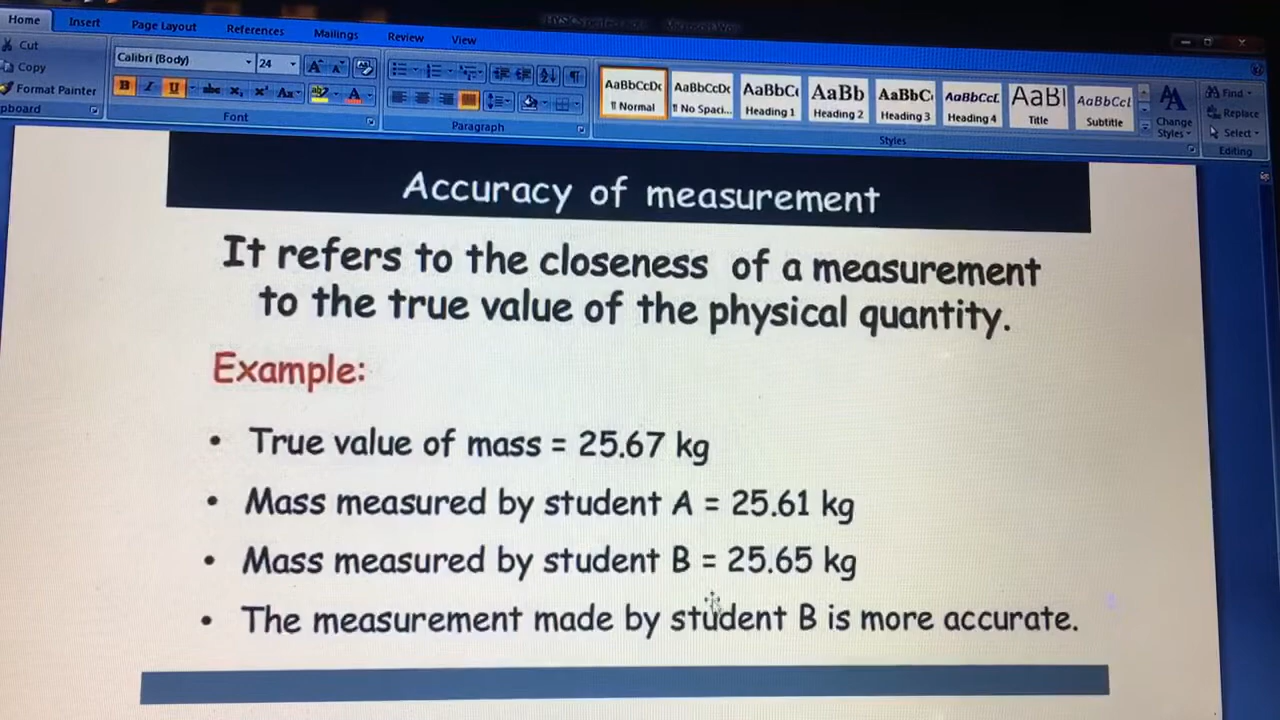 Home Insert Page Layout References Mailings Review View
Cut
Copy
Format Painter
Calibri (Body) 24
Font Paragraph Styles Editing
AaBbCcDc AaBbCcDc AaBbC AaBb AaBbC AaBbCcL AaBl AaBbCcL
¶ Normal ¶ No Spaci... Heading 1 Heading 2 Heading 3 Heading 4 Title Subtitle
Change Styles
Find
Replace
Select
Accuracy of measurement
It refers to the closeness of a measurement
to the true value of the physical quantity.
Example:
• True value of mass = 25.67 kg
• Mass measured by student A = 25.61 kg
• Mass measured by student B = 25.65 kg
• The measurement made by student B is more accurate.